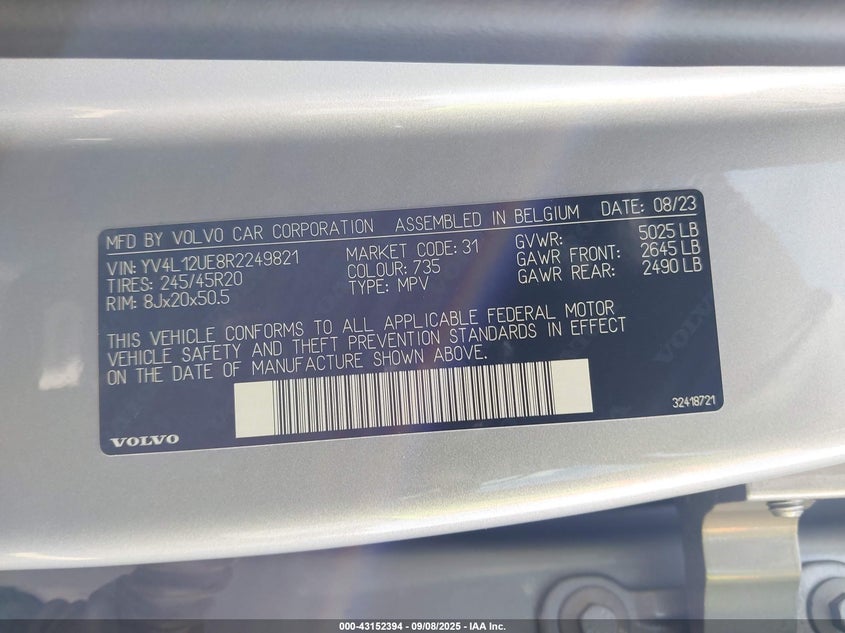 MFD BY VOLVO CAR CORPORATION ASSEMBLED IN BELGIUM DATE: 08/23
VIN: YV4L12UE8R2249821 MARKET CODE: 31 GVWR: 5025 LB
TIRES: 245/45R20 COLOUR: 735 GAWR FRONT: 2645 LB
RIM: 8Jx20x50.5 TYPE: MPV GAWR REAR: 2490 LB
THIS VEHICLE CONFORMS TO ALL APPLICABLE FEDERAL MOTOR
VEHICLE SAFETY AND THEFT PREVENTION STANDARDS IN EFFECT
ON THE DATE OF MANUFACTURE SHOWN ABOVE.
VOLVO
32418721
000-43152394 - 09/08/2025 - IAA Inc.